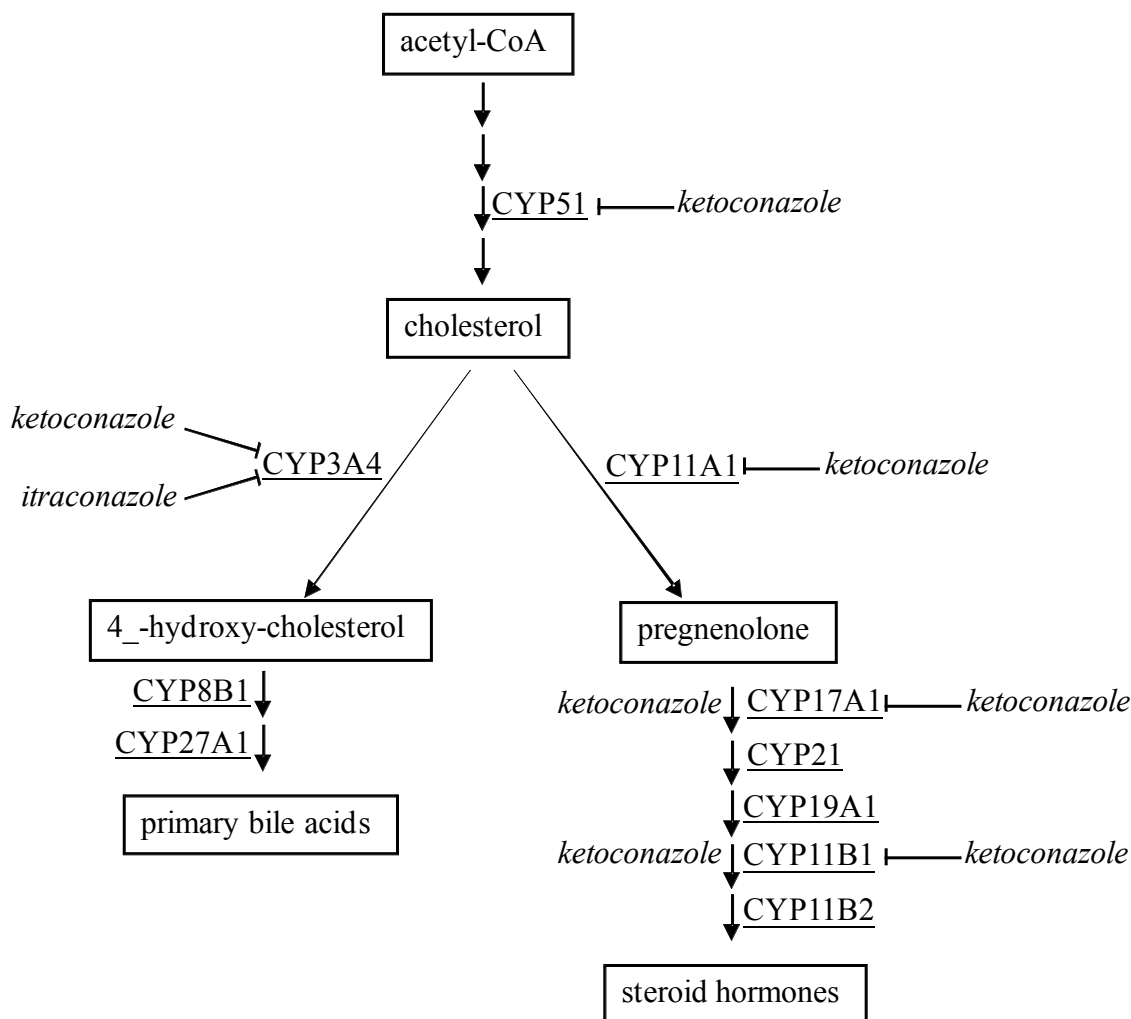 acetyl-CoA
CYP51 ketoconazole
cholesterol
ketoconazole
CYP3A4
itraconazole
CYP11A1 ketoconazole
4_-hydroxy-cholesterol
pregnenolone
CYP8B1
CYP27A1
primary bile acids
ketoconazole CYP17A1 ketoconazole
CYP21
CYP19A1
ketoconazole CYP11B1 ketoconazole
CYP11B2
steroid hormones